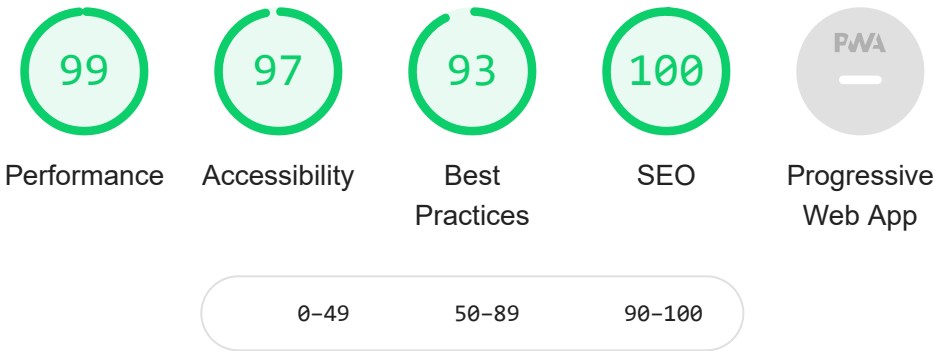 99 97 93 100 PWA
Performance Accessibility Best Practices SEO Progressive Web App
0–49 50–89 90–100